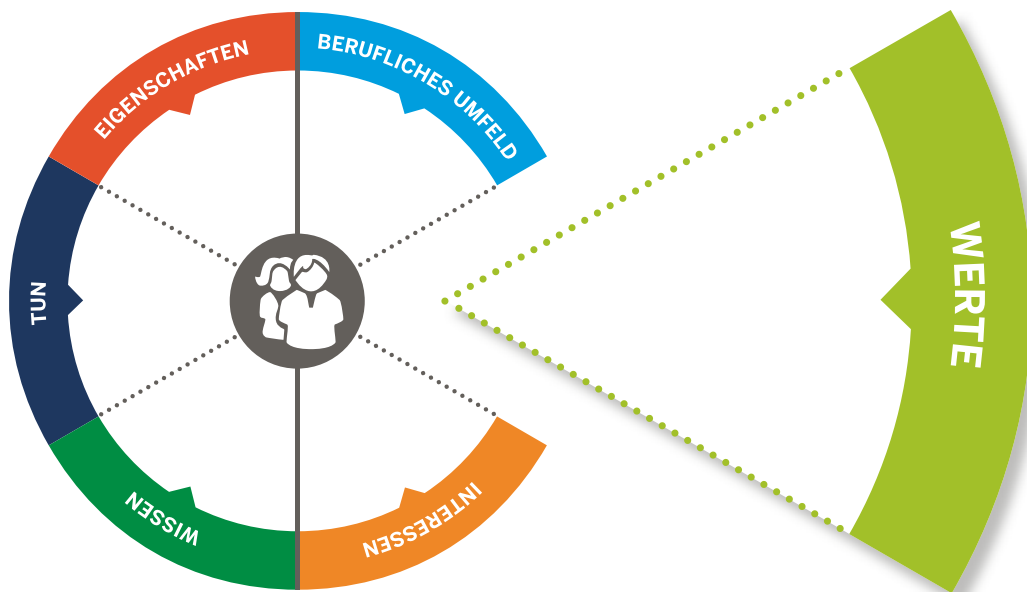 EIGENSCHAFTEN
BERUFLICHES UMFELD
WERTE
TUN
WISSEN
INTERESSEN